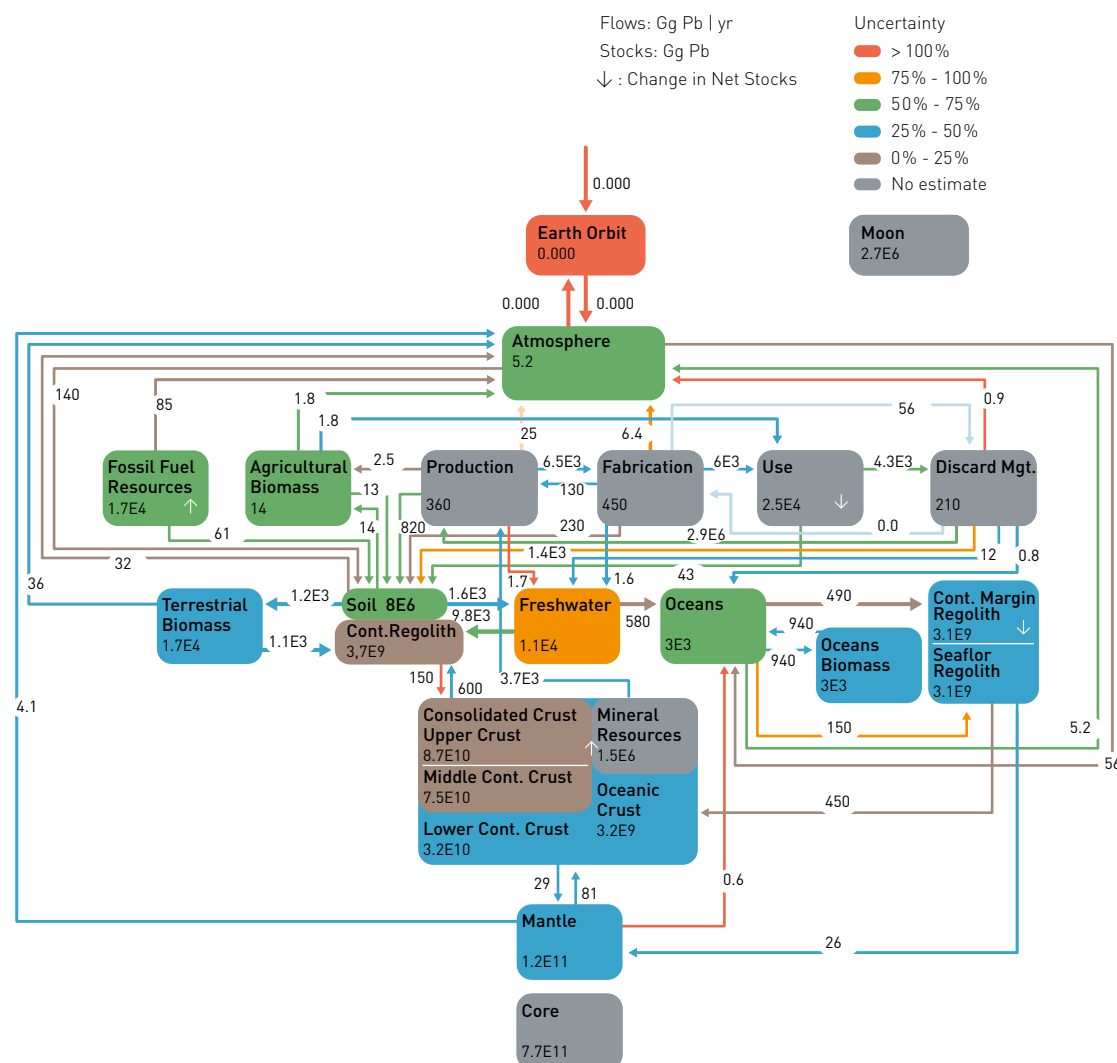 Flows: Gg Pb | yr
Stocks: Gg Pb
↓ : Change in Net Stocks
Uncertainty
> 100%
75% - 100%
50% - 75%
25% - 50%
0% - 25%
No estimate
0.000
Earth Orbit
0.000
Moon
2.7E6
0.000
0.000
Atmosphere
5.2
140
85
1.8
1.8
25
6.4
56
0.9
Fossil Fuel
Resources
1.7E4
Agricultural
Biomass
14
2.5
Production
360
6.5E3
130
Fabrication
450
6E3
Use
2.5E4
4.3E3
Discard Mgt.
210
13
14
820
230
2.9E6
0.0
61
32
1.4E3
12
0.8
36
1.7
1.6
43
Terrestrial
Biomass
1.7E4
1.2E3
1.1E3
Soil 8E6
Cont.Regolith
3,7E9
1.6E3
9.8E3
Freshwater
1.1E4
580
Oceans
3E3
490
940
940
Oceans
Biomass
3E3
Cont. Margin
Regolith
3.1E9
Seaflor
Regolith
3.1E9
150
600
3.7E3
4.1
150
5.2
56
Consolidated Crust
Upper Crust
8.7E10
Middle Cont. Crust
7.5E10
Lower Cont. Crust
3.2E10
Mineral
Resources
1.5E6
Oceanic
Crust
3.2E9
450
29
81
0.6
Mantle
1.2E11
26
Core
7.7E11